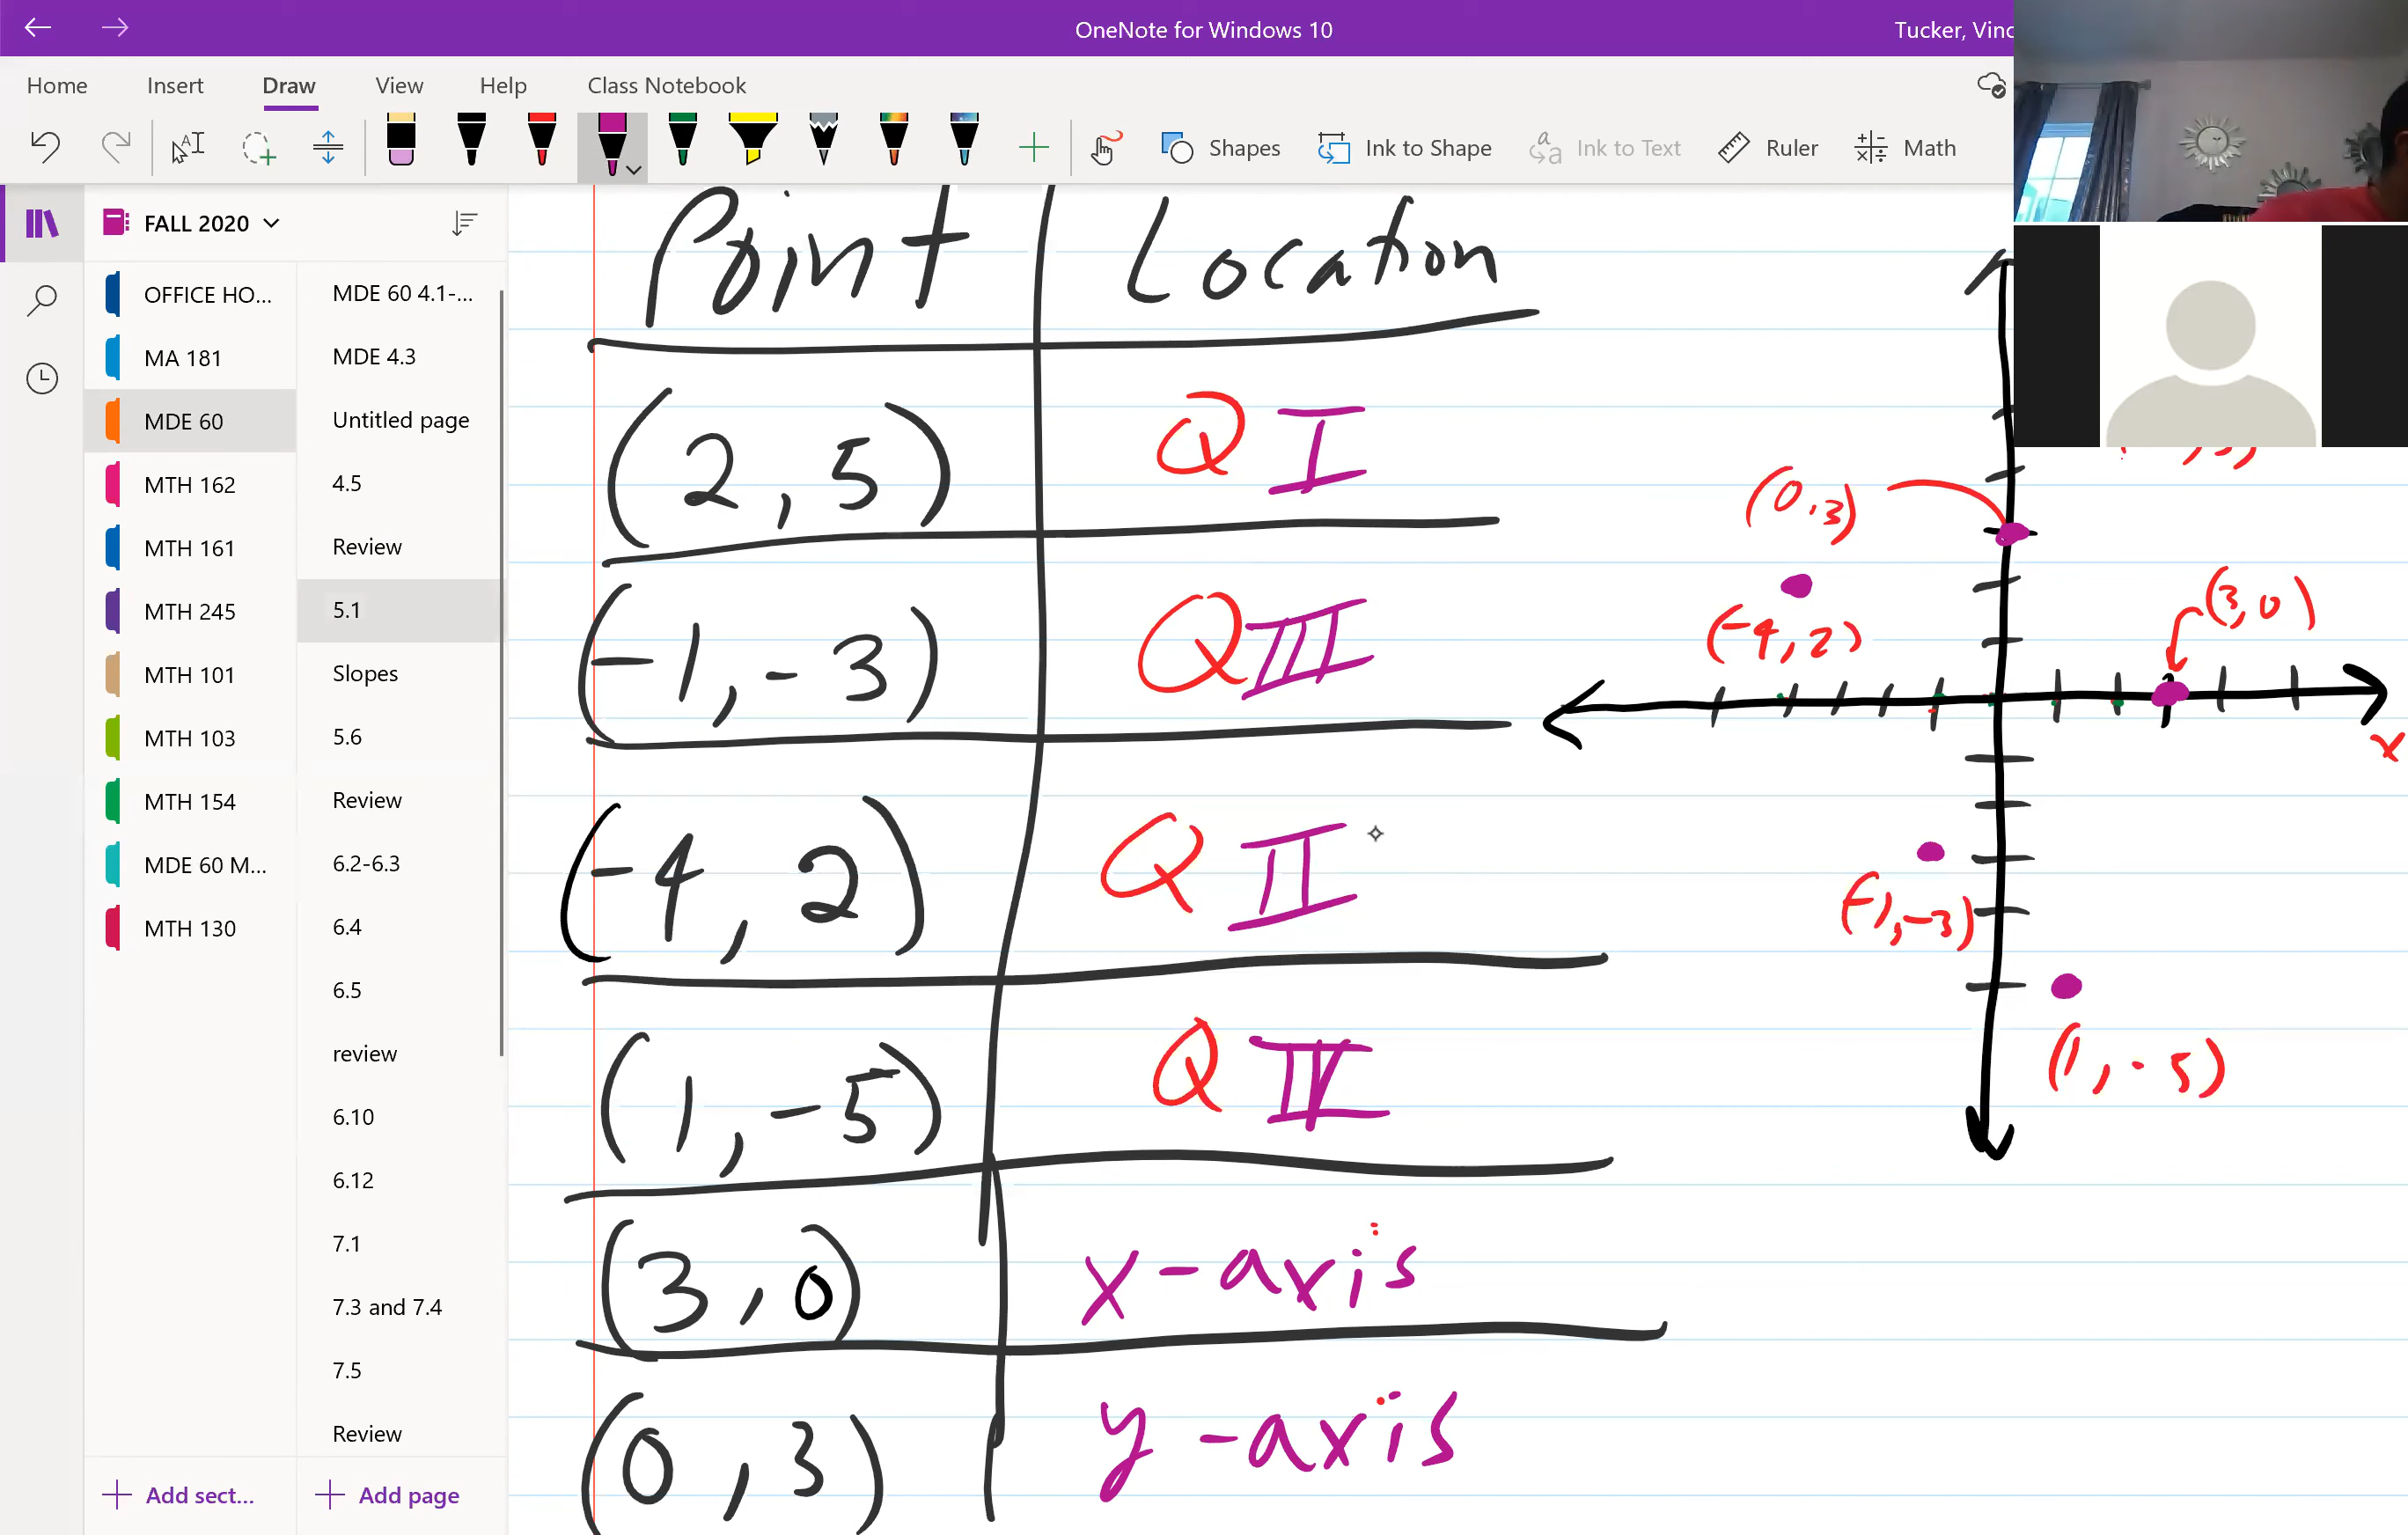 OneNote for Windows 10
Tucker, Vinc
Home Insert Draw View Help Class Notebook
Shapes Ink to Shape Ink to Text Ruler Math
FALL 2020
OFFICE HO...
MA 181
MDE 60
MTH 162
MTH 161
MTH 245
MTH 101
MTH 103
MTH 154
MDE 60 M...
MTH 130
Add sect...
MDE 60 4.1-...
MDE 4.3
Untitled page
4.5
Review
5.1
Slopes
5.6
Review
6.2-6.3
6.4
6.5
review
6.10
6.12
7.1
7.3 and 7.4
7.5
Review
Add page
Point Location
(2, 5) Q I
(-1, -3) Q III
(-4, 2) Q II
(1, -5) Q IV
(3, 0) x-axis
(0, 3) y-axis
(0, 3)
(-4, 2)
(3, 0)
x
(-1, -3)
(1, -5)